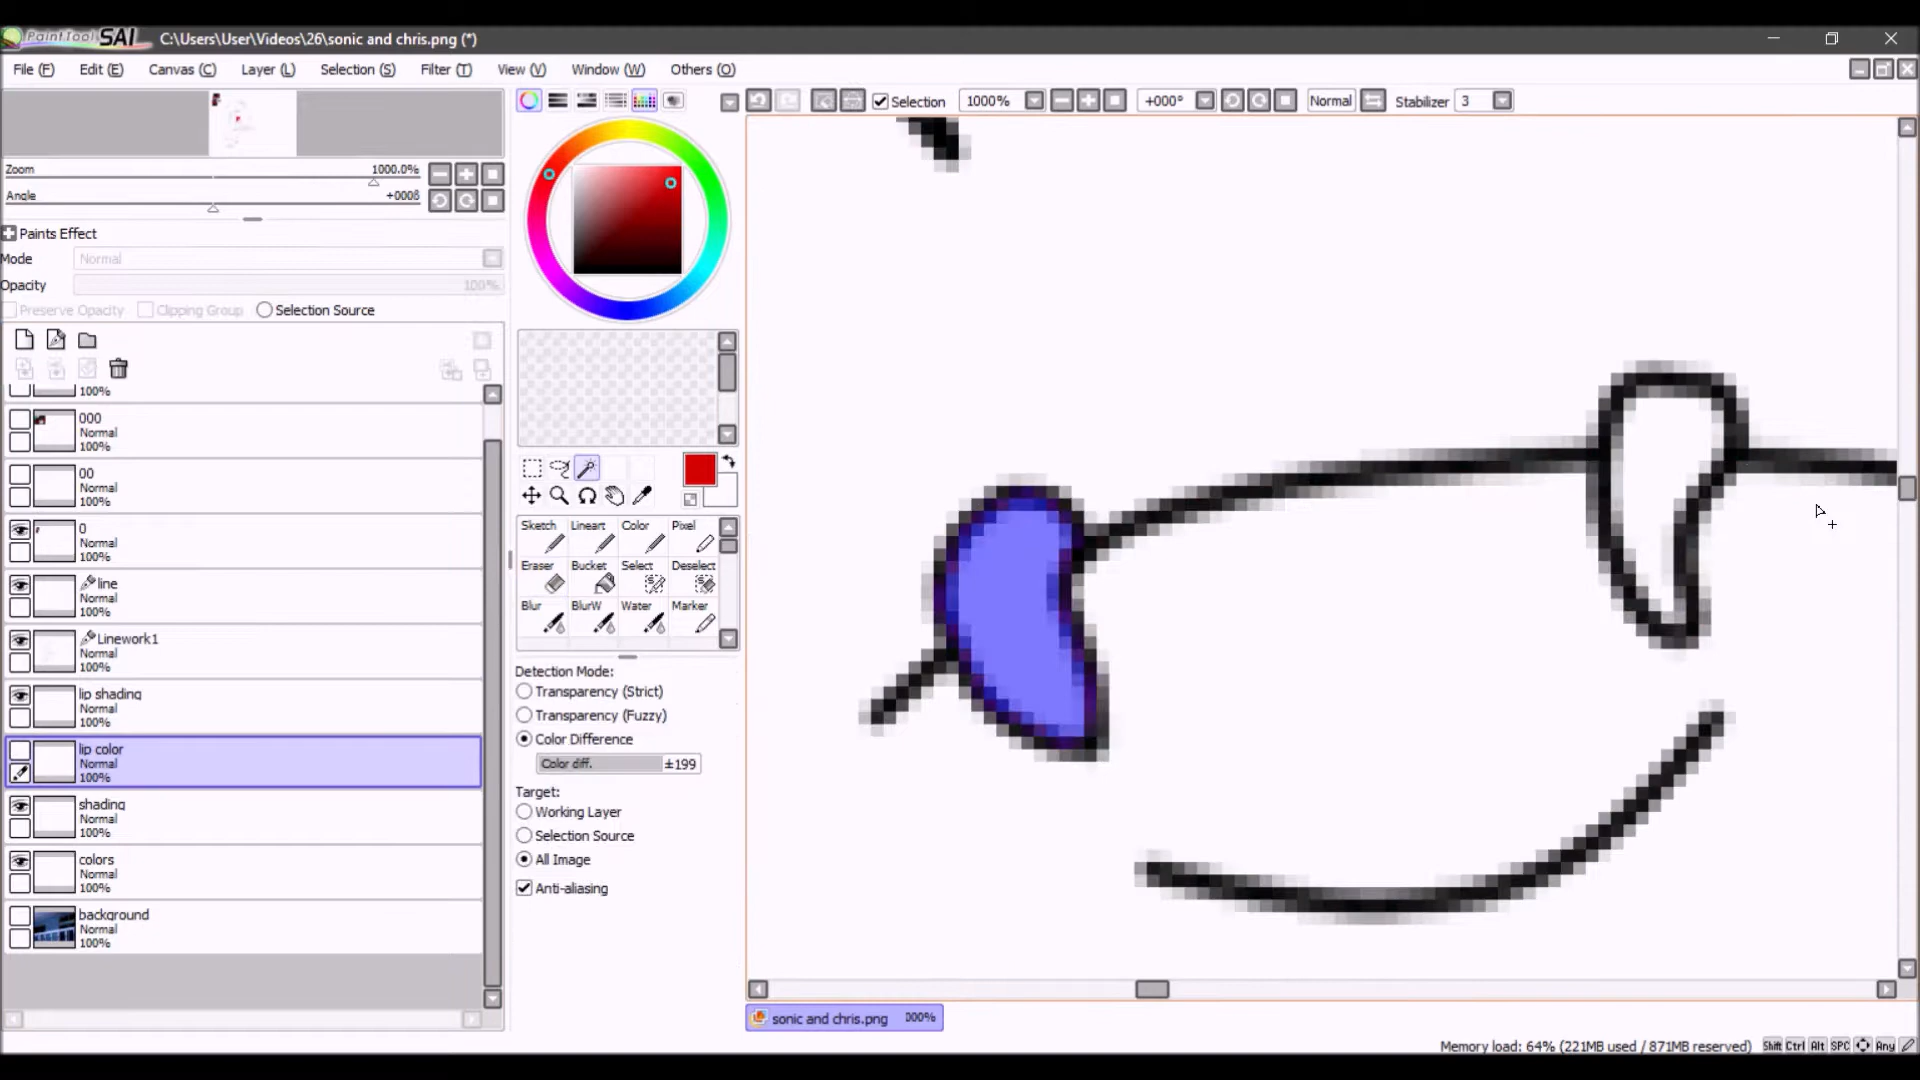 PaintTool SAI C:\Users\User\Videos\26\sonic and chris.png (*)
File (F) Edit (E) Canvas (C) Layer (L) Selection (S) Filter (T) View (V) Window (W) Others (O)
Selection 1000% +000° Normal Stabilizer 3
Zoom 1000.0%
Angle +000ß
Paints Effect
Mode Normal
Opacity 100%
Preserve Opacity Clipping Group Selection Source
100%
000
Normal
100%
00
Normal
100%
0
Normal
100%
line
Normal
100%
Linework1
Normal
100%
lip shading
Normal
100%
lip color
Normal
100%
shading
Normal
100%
colors
Normal
100%
background
Normal
100%
Sketch Lineart Color Pixel
Eraser Bucket Select Deselect
Blur BlurW Water Marker
Detection Mode:
Transparency (Strict)
Transparency (Fuzzy)
Color Difference
Color diff. ±199
Target:
Working Layer
Selection Source
All Image
Anti-aliasing
sonic and chris.png 000%
Memory load: 64% (221MB used / 871MB reserved) Shift Ctrl Alt SPC Any